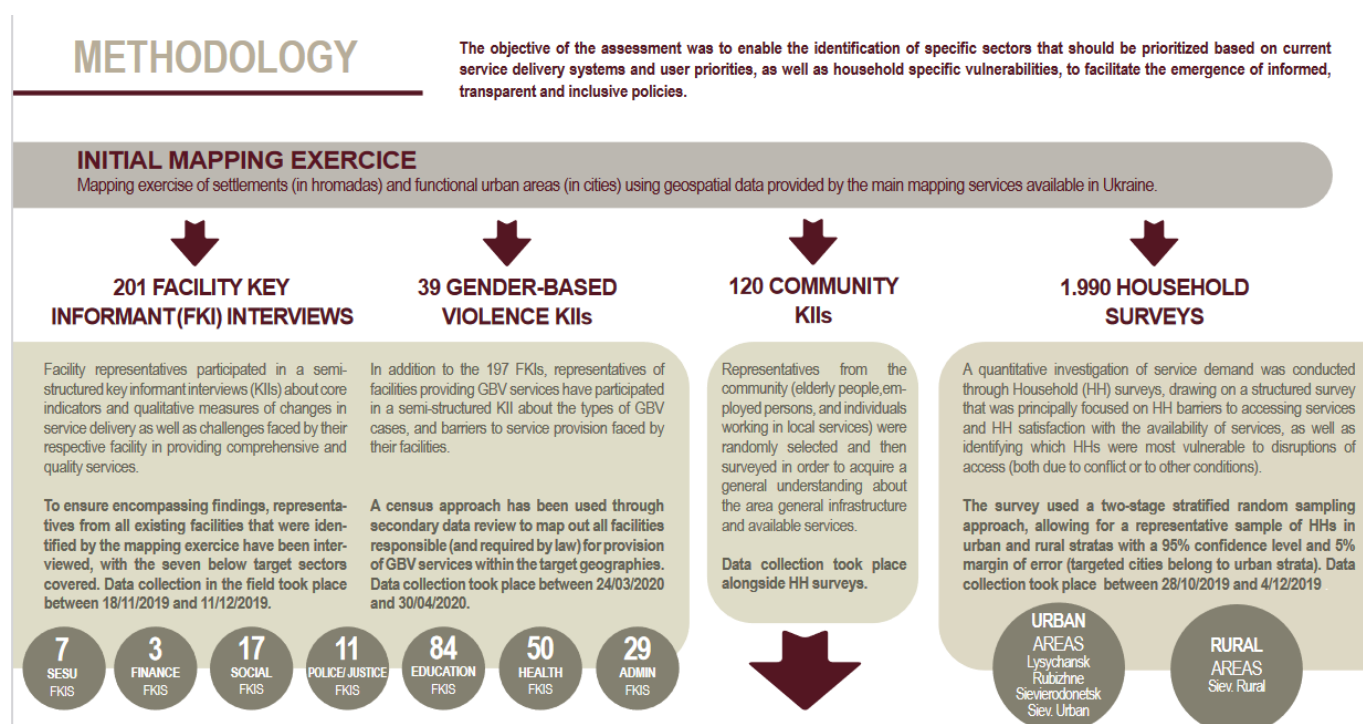 METHODOLOGY
The objective of the assessment was to enable the identification of specific sectors that should be prioritized based on current
service delivery systems and user priorities, as well as household specific vulnerabilities, to facilitate the emergence of informed,
transparent and inclusive policies.
INITIAL MAPPING EXERCICE
Mapping exercise of settlements (in hromadas) and functional urban areas (in cities) using geospatial data provided by the main mapping services available in Ukraine.
201 FACILITY KEY
INFORMANT(FKI) INTERVIEWS
Facility representatives participated in a semi-
structured key informant interviews (KIIs) about core
indicators and qualitative measures of changes in
service delivery as well as challenges faced by their
respective facility in providing comprehensive and
quality services.
To ensure encompassing findings, representa-
tives from all existing facilities that were iden-
tified by the mapping exercice have been inter-
viewed, with the seven below target sectors
covered. Data collection in the field took place
between 18/11/2019 and 11/12/2019.
39 GENDER-BASED
VIOLENCE KIIs
In addition to the 197 FKIs, representatives of
facilities providing GBV services have participated
in a semi-structured KII about the types of GBV
cases, and barriers to service provision faced by
their facilities.
A census approach has been used through
secondary data review to map out all facilities
responsible (and required by law) for provision
of GBV services within the target geographies.
Data collection took place between 24/03/2020
and 30/04/2020.
7
SESU
FKIS
3
FINANCE
FKIS
17
SOCIAL
FKIS
11
POLICE/JUSTICE
FKIS
84
EDUCATION
FKIS
50
HEALTH
FKIS
29
ADMIN
FKIS
120 COMMUNITY
KIIs
Representatives from the
community (elderly people,em-
ployed persons, and individuals
working in local services) were
randomly selected and then
surveyed in order to acquire a
general understanding about
the area general infrastructure
and available services.
Data collection took place
alongside HH surveys.
1.990 HOUSEHOLD
SURVEYS
A quantitative investigation of service demand was conducted
through Household (HH) surveys, drawing on a structured survey
that was principally focused on HH barriers to accessing services
and HH satisfaction with the availability of services, as well as
identifying which HHs were most vulnerable to disruptions of
access (both due to conflict or to other conditions).
The survey used a two-stage stratified random sampling
approach, allowing for a representative sample of HHs in
urban and rural stratas with a 95% confidence level and 5%
margin of error (targeted cities belong to urban strata). Data
collection took place between 28/10/2019 and 4/12/2019
URBAN
AREAS
Lysychansk
Rubizhne
Sievierodonetsk
Siev. Urban
RURAL
AREAS
Siev. Rural